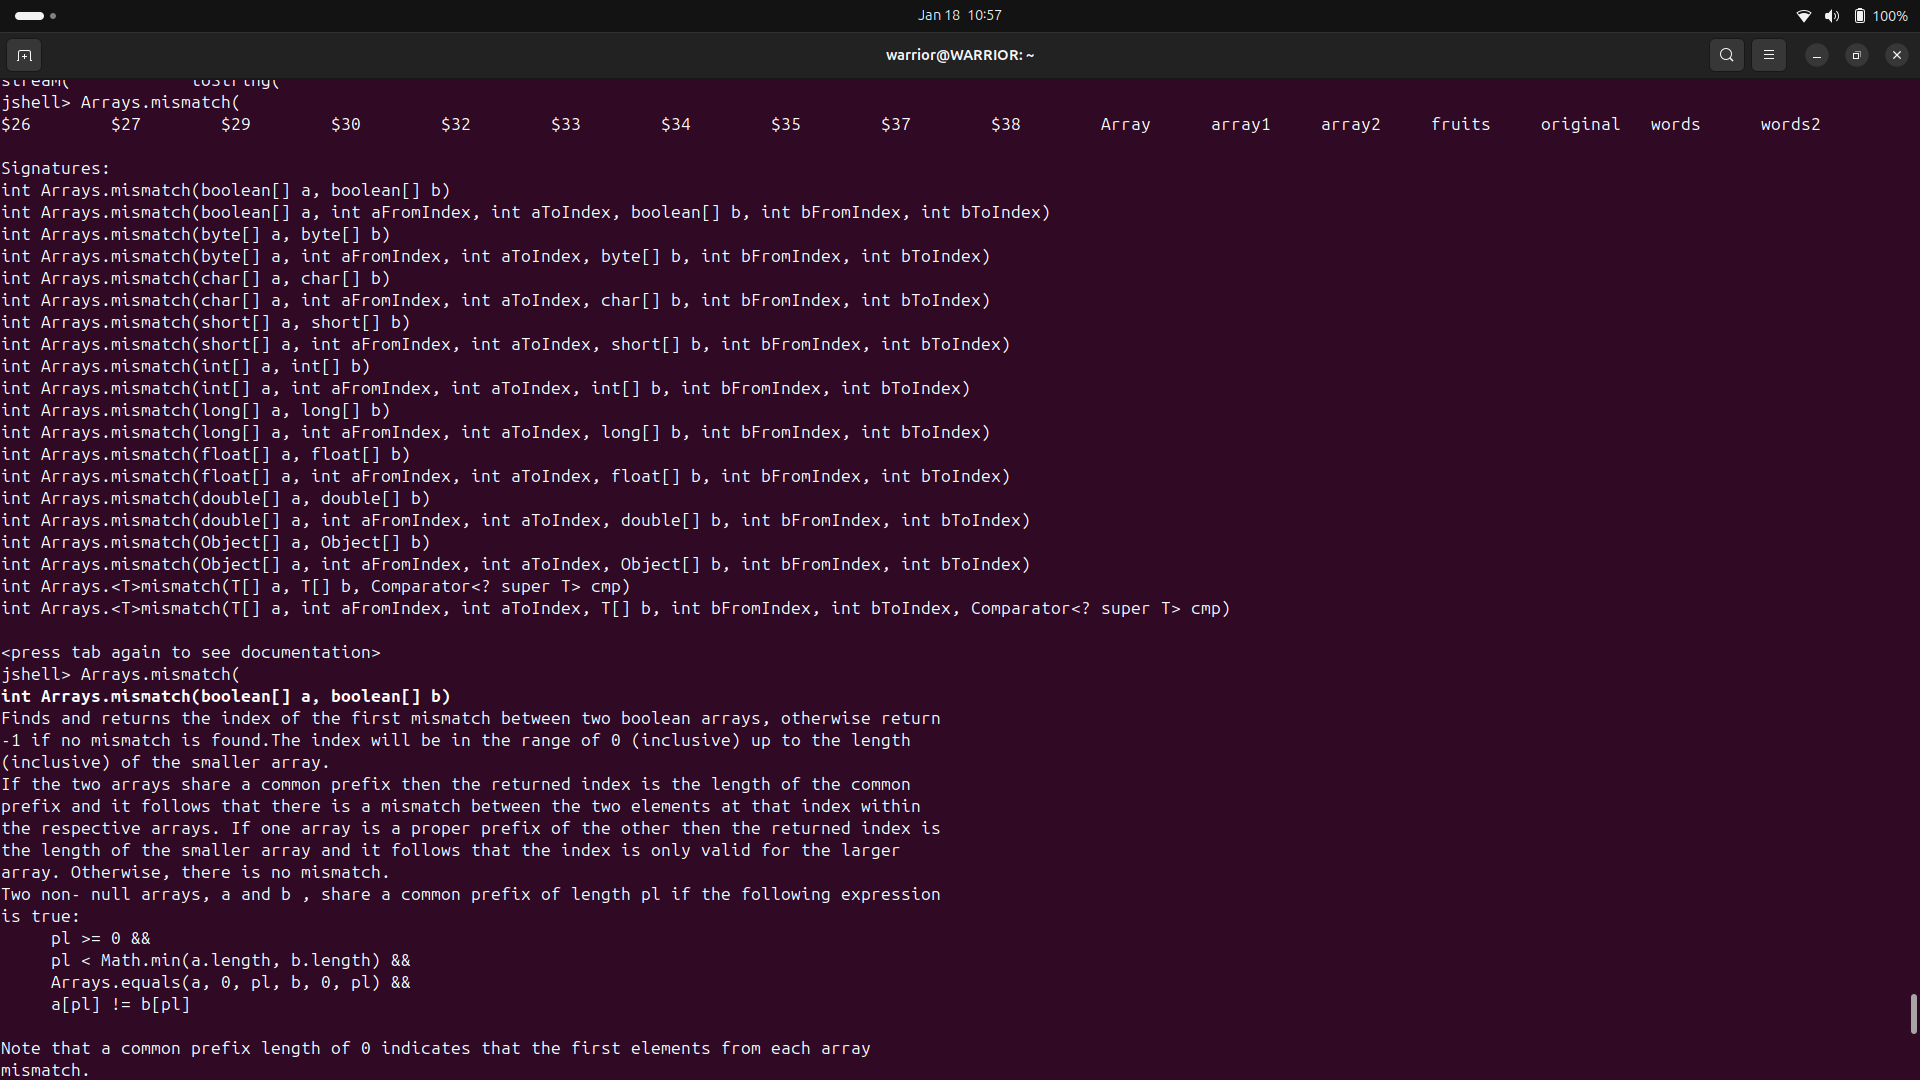 Jan 18 10:57
100%
warrior@WARRIOR: ~
stream( toString(
jshell> Arrays.mismatch(
$26 $27 $29 $30 $32 $33 $34 $35 $37 $38 Array array1 array2 fruits original words words2
Signatures:
int Arrays.mismatch(boolean[] a, boolean[] b)
int Arrays.mismatch(boolean[] a, int aFromIndex, int aToIndex, boolean[] b, int bFromIndex, int bToIndex)
int Arrays.mismatch(byte[] a, byte[] b)
int Arrays.mismatch(byte[] a, int aFromIndex, int aToIndex, byte[] b, int bFromIndex, int bToIndex)
int Arrays.mismatch(char[] a, char[] b)
int Arrays.mismatch(char[] a, int aFromIndex, int aToIndex, char[] b, int bFromIndex, int bToIndex)
int Arrays.mismatch(short[] a, short[] b)
int Arrays.mismatch(short[] a, int aFromIndex, int aToIndex, short[] b, int bFromIndex, int bToIndex)
int Arrays.mismatch(int[] a, int[] b)
int Arrays.mismatch(int[] a, int aFromIndex, int aToIndex, int[] b, int bFromIndex, int bToIndex)
int Arrays.mismatch(long[] a, long[] b)
int Arrays.mismatch(long[] a, int aFromIndex, int aToIndex, long[] b, int bFromIndex, int bToIndex)
int Arrays.mismatch(float[] a, float[] b)
int Arrays.mismatch(float[] a, int aFromIndex, int aToIndex, float[] b, int bFromIndex, int bToIndex)
int Arrays.mismatch(double[] a, double[] b)
int Arrays.mismatch(double[] a, int aFromIndex, int aToIndex, double[] b, int bFromIndex, int bToIndex)
int Arrays.mismatch(Object[] a, Object[] b)
int Arrays.mismatch(Object[] a, int aFromIndex, int aToIndex, Object[] b, int bFromIndex, int bToIndex)
int Arrays.<T>mismatch(T[] a, T[] b, Comparator<? super T> cmp)
int Arrays.<T>mismatch(T[] a, int aFromIndex, int aToIndex, T[] b, int bFromIndex, int bToIndex, Comparator<? super T> cmp)
<press tab again to see documentation>
jshell> Arrays.mismatch(
int Arrays.mismatch(boolean[] a, boolean[] b)
Finds and returns the index of the first mismatch between two boolean arrays, otherwise return
-1 if no mismatch is found.The index will be in the range of 0 (inclusive) up to the length
(inclusive) of the smaller array.
If the two arrays share a common prefix then the returned index is the length of the common
prefix and it follows that there is a mismatch between the two elements at that index within
the respective arrays. If one array is a proper prefix of the other then the returned index is
the length of the smaller array and it follows that the index is only valid for the larger
array. Otherwise, there is no mismatch.
Two non- null arrays, a and b , share a common prefix of length pl if the following expression
is true:
pl >= 0 &&
pl < Math.min(a.length, b.length) &&
Arrays.equals(a, 0, pl, b, 0, pl) &&
a[pl] != b[pl]
Note that a common prefix length of 0 indicates that the first elements from each array
mismatch.